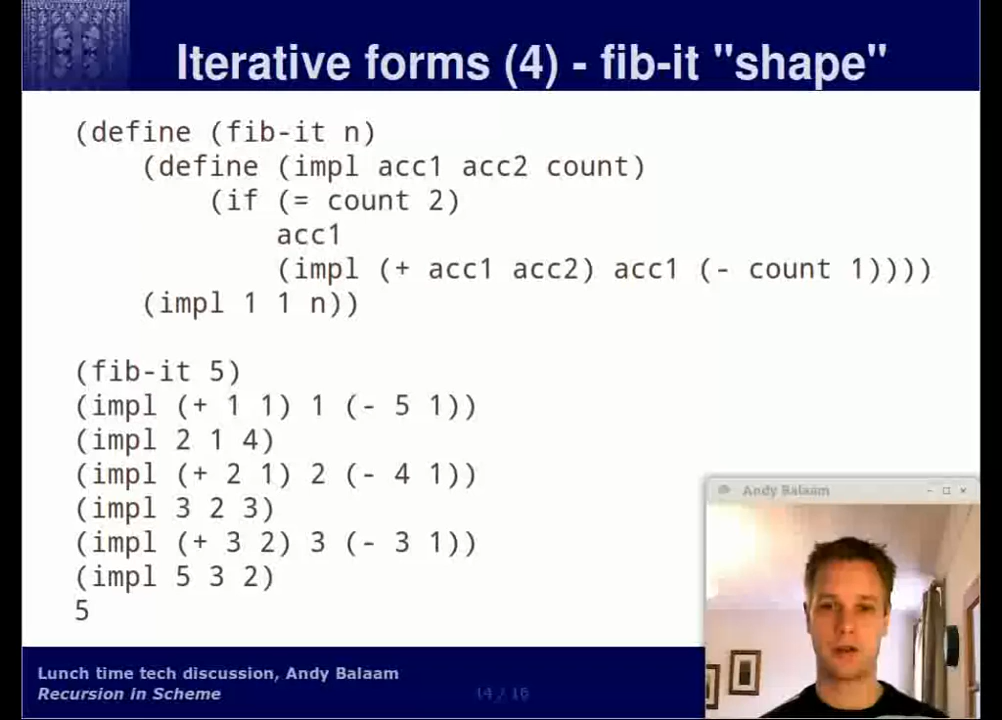 Iterative forms (4) - fib-it "shape"
(define (fib-it n)
(define (impl acc1 acc2 count)
(if (= count 2)
acc1
(impl (+ acc1 acc2) acc1 (- count 1))))
(impl 1 1 n))
(fib-it 5)
(impl (+ 1 1) 1 (- 5 1))
(impl 2 1 4)
(impl (+ 2 1) 2 (- 4 1))
(impl 3 2 3)
(impl (+ 3 2) 3 (- 3 1))
(impl 5 3 2)
5
Andy Balaam
Lunch time tech discussion, Andy Balaam
Recursion in Scheme
14 / 16